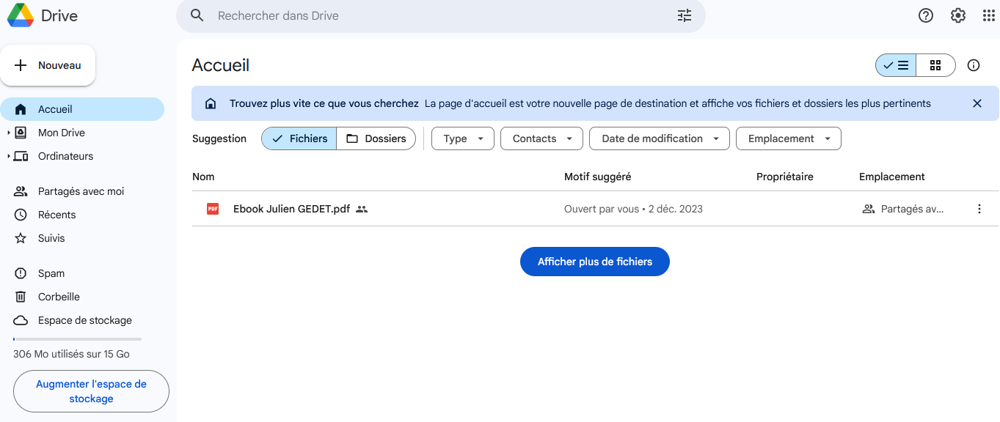 Drive
Rechercher dans Drive
Nouveau
Accueil
Mon Drive
Ordinateurs
Partagés avec moi
Récents
Suivis
Spam
Corbeille
Espace de stockage
306 Mo utilisés sur 15 Go
Augmenter l'espace de
stockage
Accueil
Trouvez plus vite ce que vous cherchez La page d'accueil est votre nouvelle page de destination et affiche vos fichiers et dossiers les plus pertinents
Suggestion Fichiers Dossiers Type Contacts Date de modification Emplacement
Nom Motif suggéré Propriétaire Emplacement
PDF Ebook Julien GEDET.pdf Ouvert par vous • 2 déc. 2023 Partagés av...
Afficher plus de fichiers